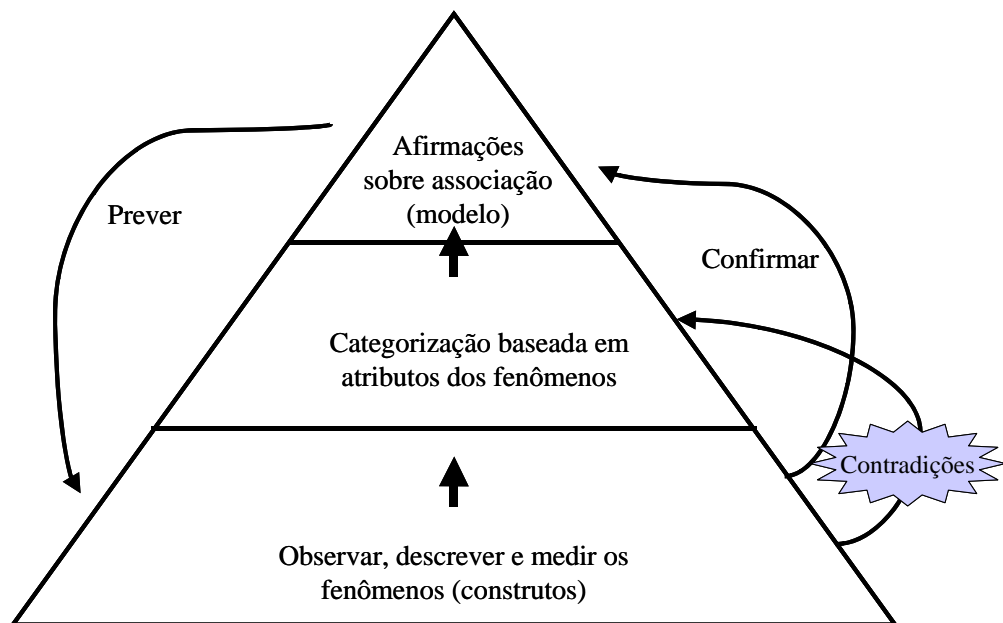 Afirmações
sobre associação
(modelo)
Prever
Confirmar
Categorização baseada em
atributos dos fenômenos
Contradições
Observar, descrever e medir os
fenômenos (construtos)